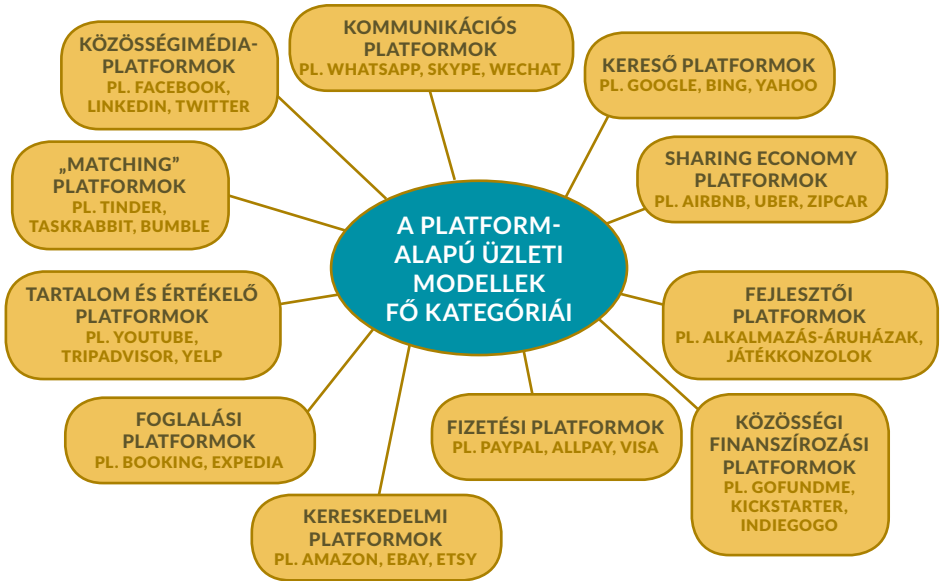 KÖZÖSSÉGIMÉDIA-
PLATFORMOK
PL. FACEBOOK,
LINKEDIN, TWITTER
KOMMUNIKÁCIÓS
PLATFORMOK
PL. WHATSAPP, SKYPE, WECHAT
KERESŐ PLATFORMOK
PL. GOOGLE, BING, YAHOO
„MATCHING”
PLATFORMOK
PL. TINDER,
TASKRABBIT, BUMBLE
SHARING ECONOMY
PLATFORMOK
PL. AIRBNB, UBER, ZIPCAR
A PLATFORM-
ALAPÚ ÜZLETI
MODELLEK
FŐ KATEGÓRIÁI
TARTALOM ÉS ÉRTÉKELŐ
PLATFORMOK
PL. YOUTUBE,
TRIPADVISOR, YELP
FEJLESZTŐI
PLATFORMOK
PL. ALKALMAZÁS-ÁRUHÁZAK,
JÁTÉKKONZOLOK
FOGLALÁSI
PLATFORMOK
PL. BOOKING, EXPEDIA
FIZETÉSI PLATFORMOK
PL. PAYPAL, ALLPAY, VISA
KÖZÖSSÉGI
FINANSZÍROZÁSI
PLATFORMOK
PL. GOFUNDME,
KICKSTARTER,
INDIEGOGO
KERESKEDELMI
PLATFORMOK
PL. AMAZON, EBAY, ETSY